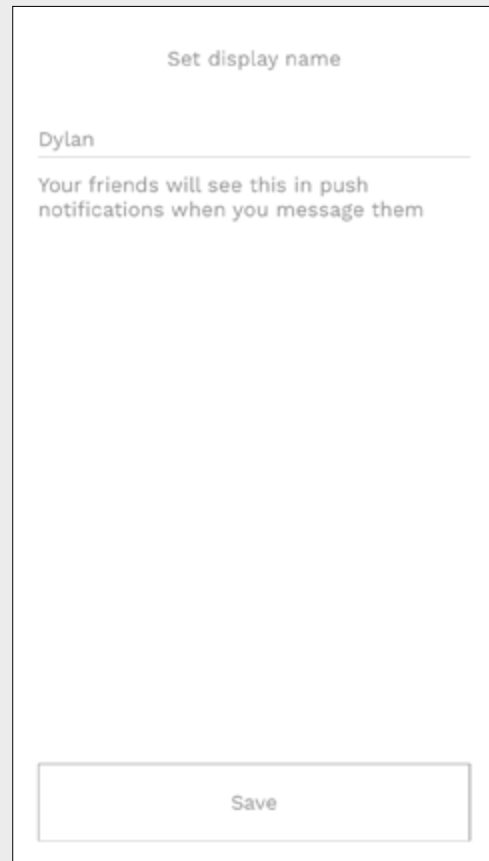 Set display name
Dylan
Your friends will see this in push
notifications when you message them
Save